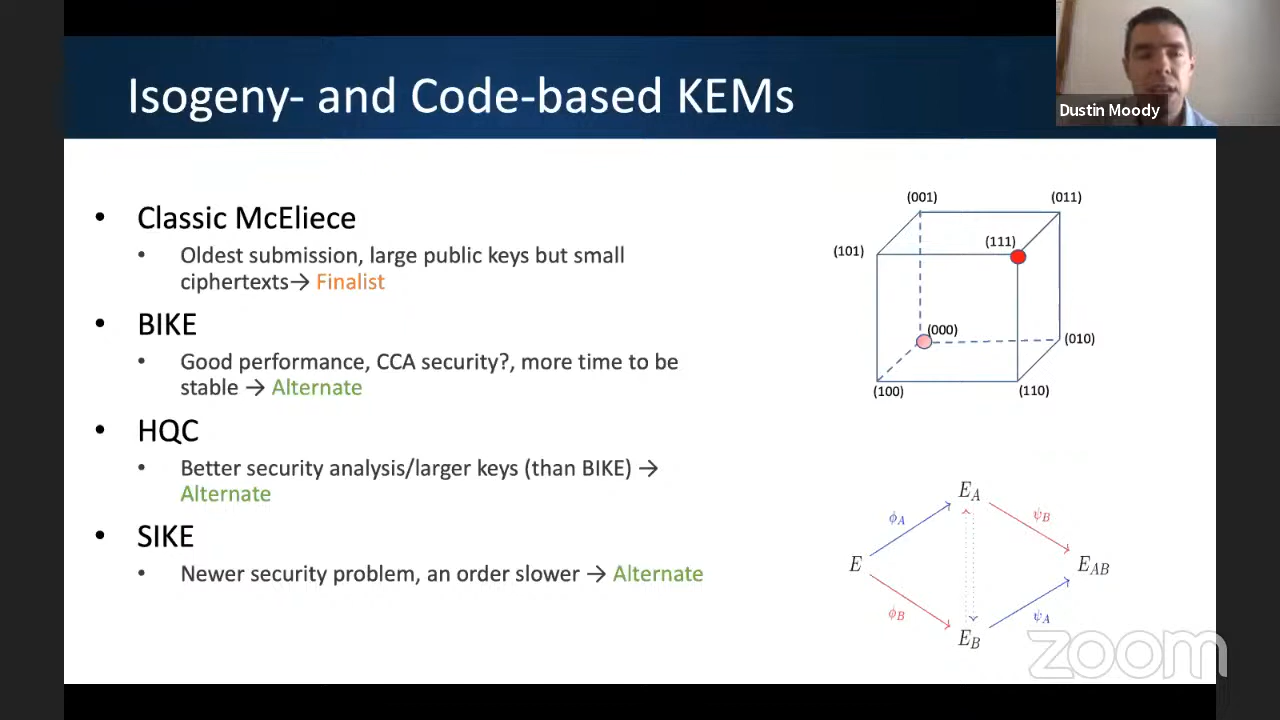 Isogeny- and Code-based KEMs
Dustin Moody
• Classic McEliece
• Oldest submission, large public keys but small
ciphertexts→ Finalist
• BIKE
• Good performance, CCA security?, more time to be
stable → Alternate
• HQC
• Better security analysis/larger keys (than BIKE) →
Alternate
• SIKE
• Newer security problem, an order slower → Alternate
(001)
(011)
(101)
(111)
(000)
(010)
(100)
(110)
E_A
ϕ_A
ψ_B
E
E_AB
ϕ_B
ψ_A
E_B
zoom